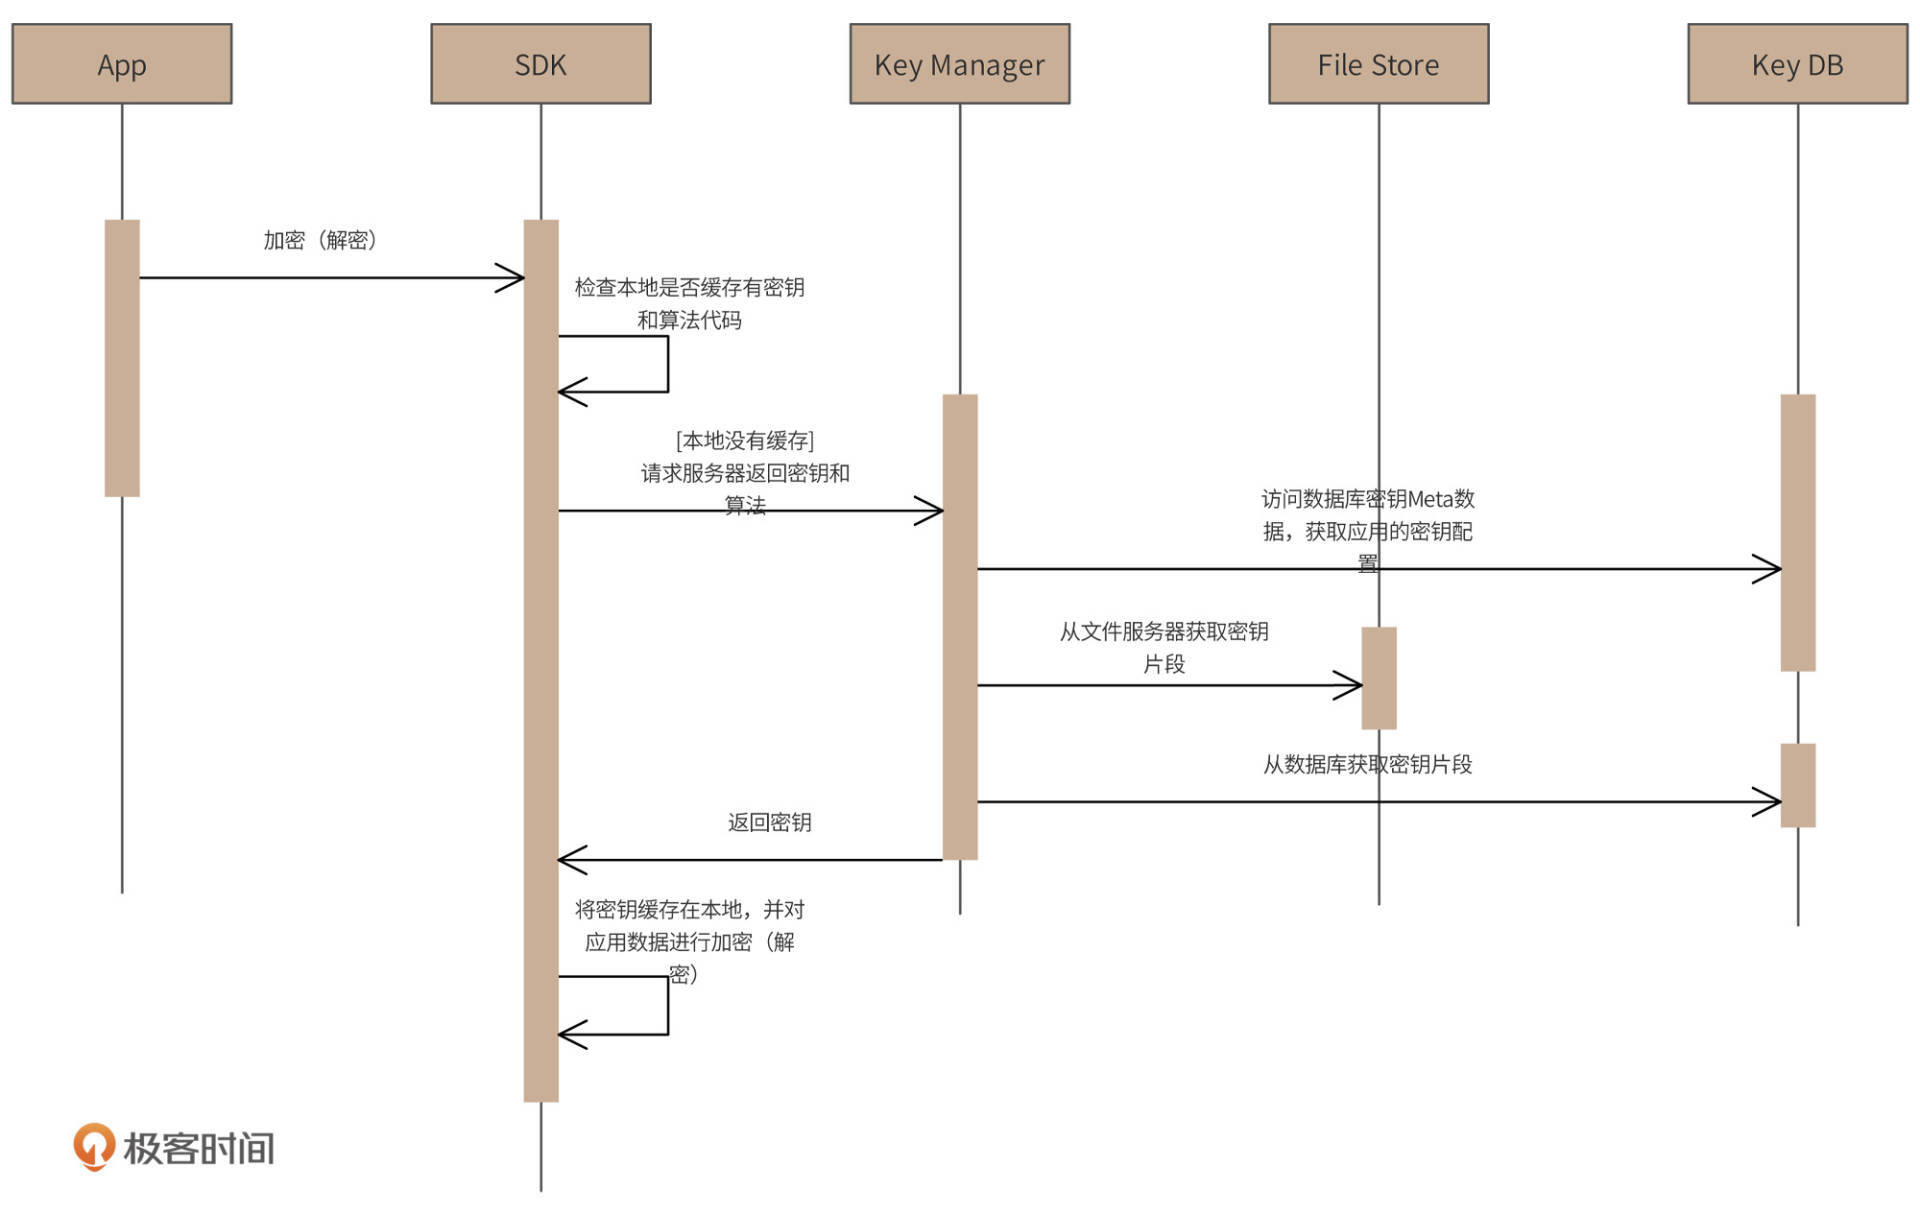 App
SDK
Key Manager
File Store
Key DB
加密（解密）
检查本地是否缓存有密钥
和算法代码
[本地没有缓存]
请求服务器返回密钥和
算法
访问数据库密钥Meta数
据，获取应用的密钥配
置
从文件服务器获取密钥
片段
从数据库获取密钥片段
返回密钥
将密钥缓存在本地，并对
应用数据进行加密（解
密）
极客时间